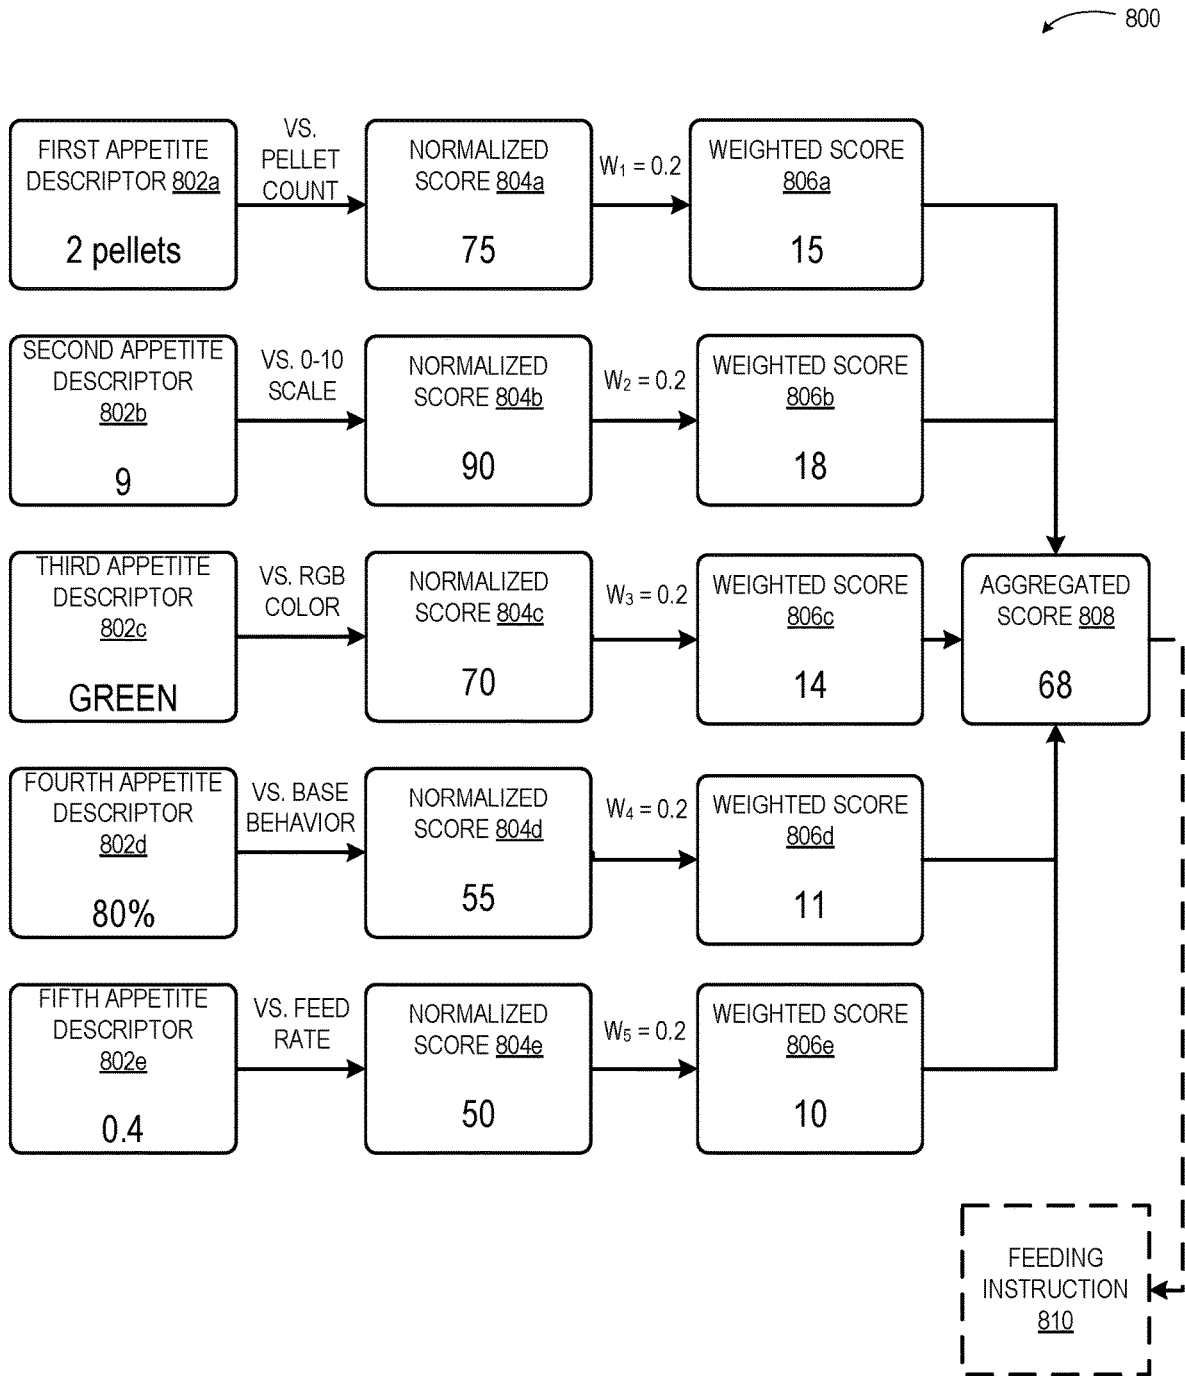 800
FIRST APPETITE
DESCRIPTOR 802a
2 pellets
VS.
PELLET
COUNT
NORMALIZED
SCORE 804a
75
W1 = 0.2
WEIGHTED SCORE
806a
15
SECOND APPETITE
DESCRIPTOR
802b
9
VS. 0-10
SCALE
NORMALIZED
SCORE 804b
90
W2 = 0.2
WEIGHTED SCORE
806b
18
THIRD APPETITE
DESCRIPTOR
802c
GREEN
VS. RGB
COLOR
NORMALIZED
SCORE 804c
70
W3 = 0.2
WEIGHTED SCORE
806c
14
AGGREGATED
SCORE 808
68
FOURTH APPETITE
DESCRIPTOR
802d
80%
VS. BASE
BEHAVIOR
NORMALIZED
SCORE 804d
55
W4 = 0.2
WEIGHTED SCORE
806d
11
FIFTH APPETITE
DESCRIPTOR
802e
0.4
VS. FEED
RATE
NORMALIZED
SCORE 804e
50
W5 = 0.2
WEIGHTED SCORE
806e
10
FEEDING
INSTRUCTION
810